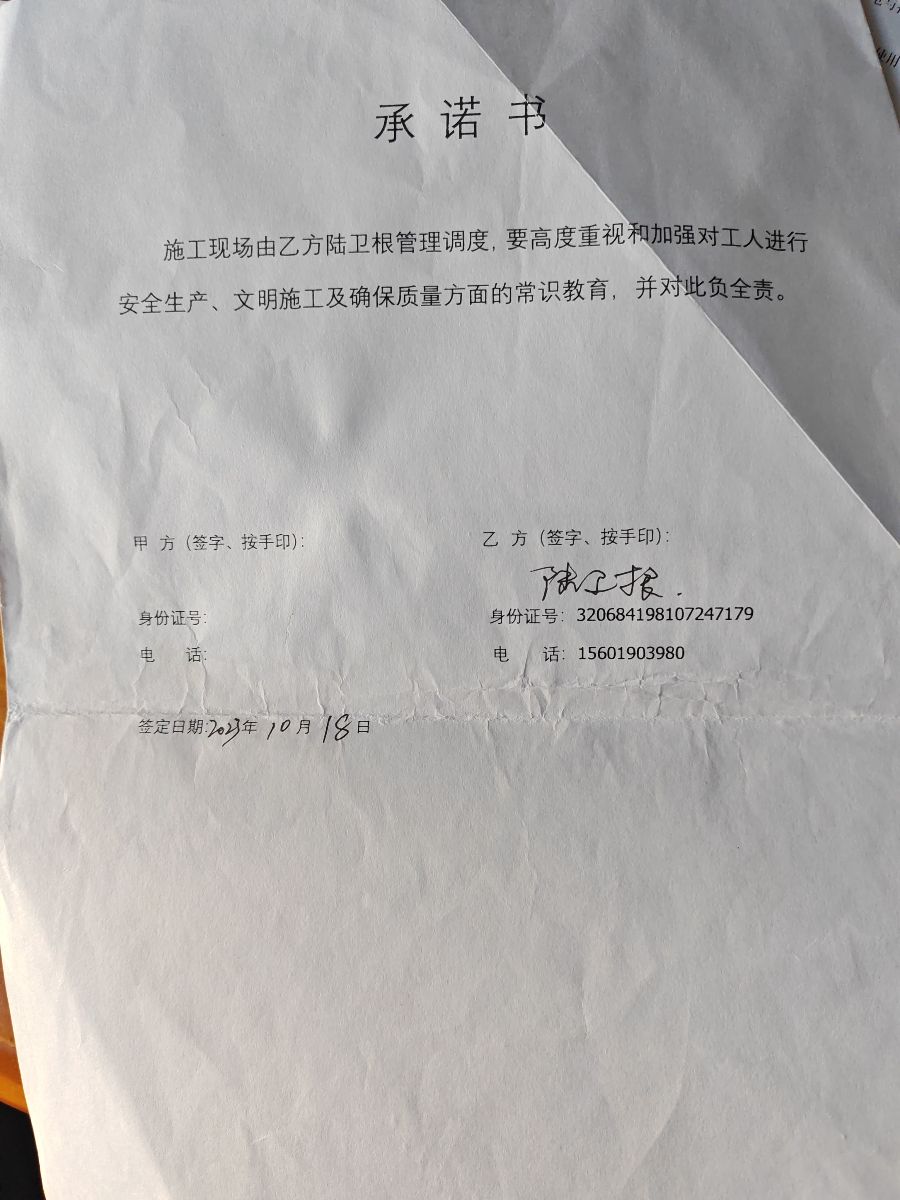 承诺书
施工现场由乙方陆卫根管理调度,要高度重视和加强对工人进行
安全生产、文明施工及确保质量方面的常识教育,并对此负全责。
甲 方（签字、按手印）：
乙 方（签字、按手印）：
陆卫根.
身份证号：
身份证号：320684198107247179
电 话：
电 话：15601903980
签定日期:2023年 10月 18日
使用